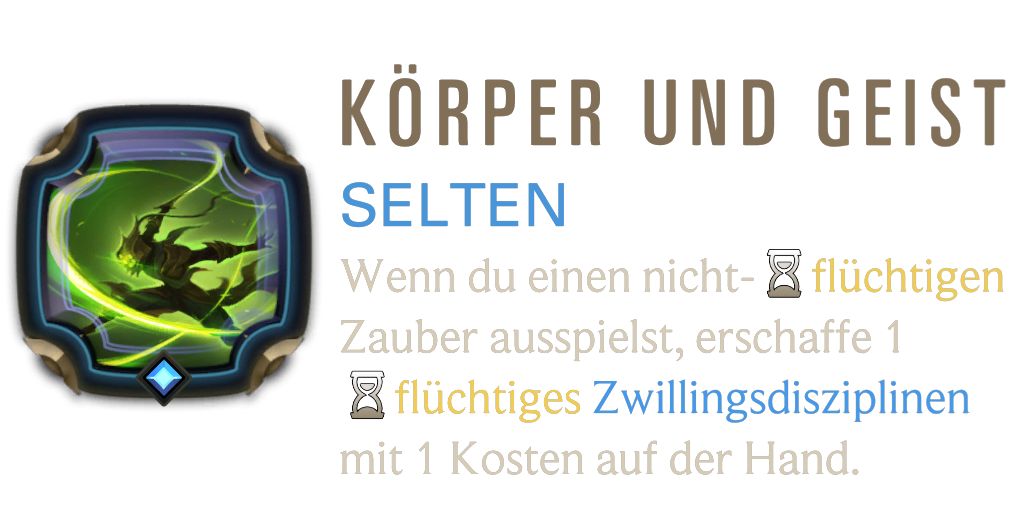 KÖRPER UND GEIST
SELTEN
Wenn du einen nicht- flüchtigen
Zauber ausspielst, erschaffe 1
flüchtiges Zwillingsdisziplinen
mit 1 Kosten auf der Hand.